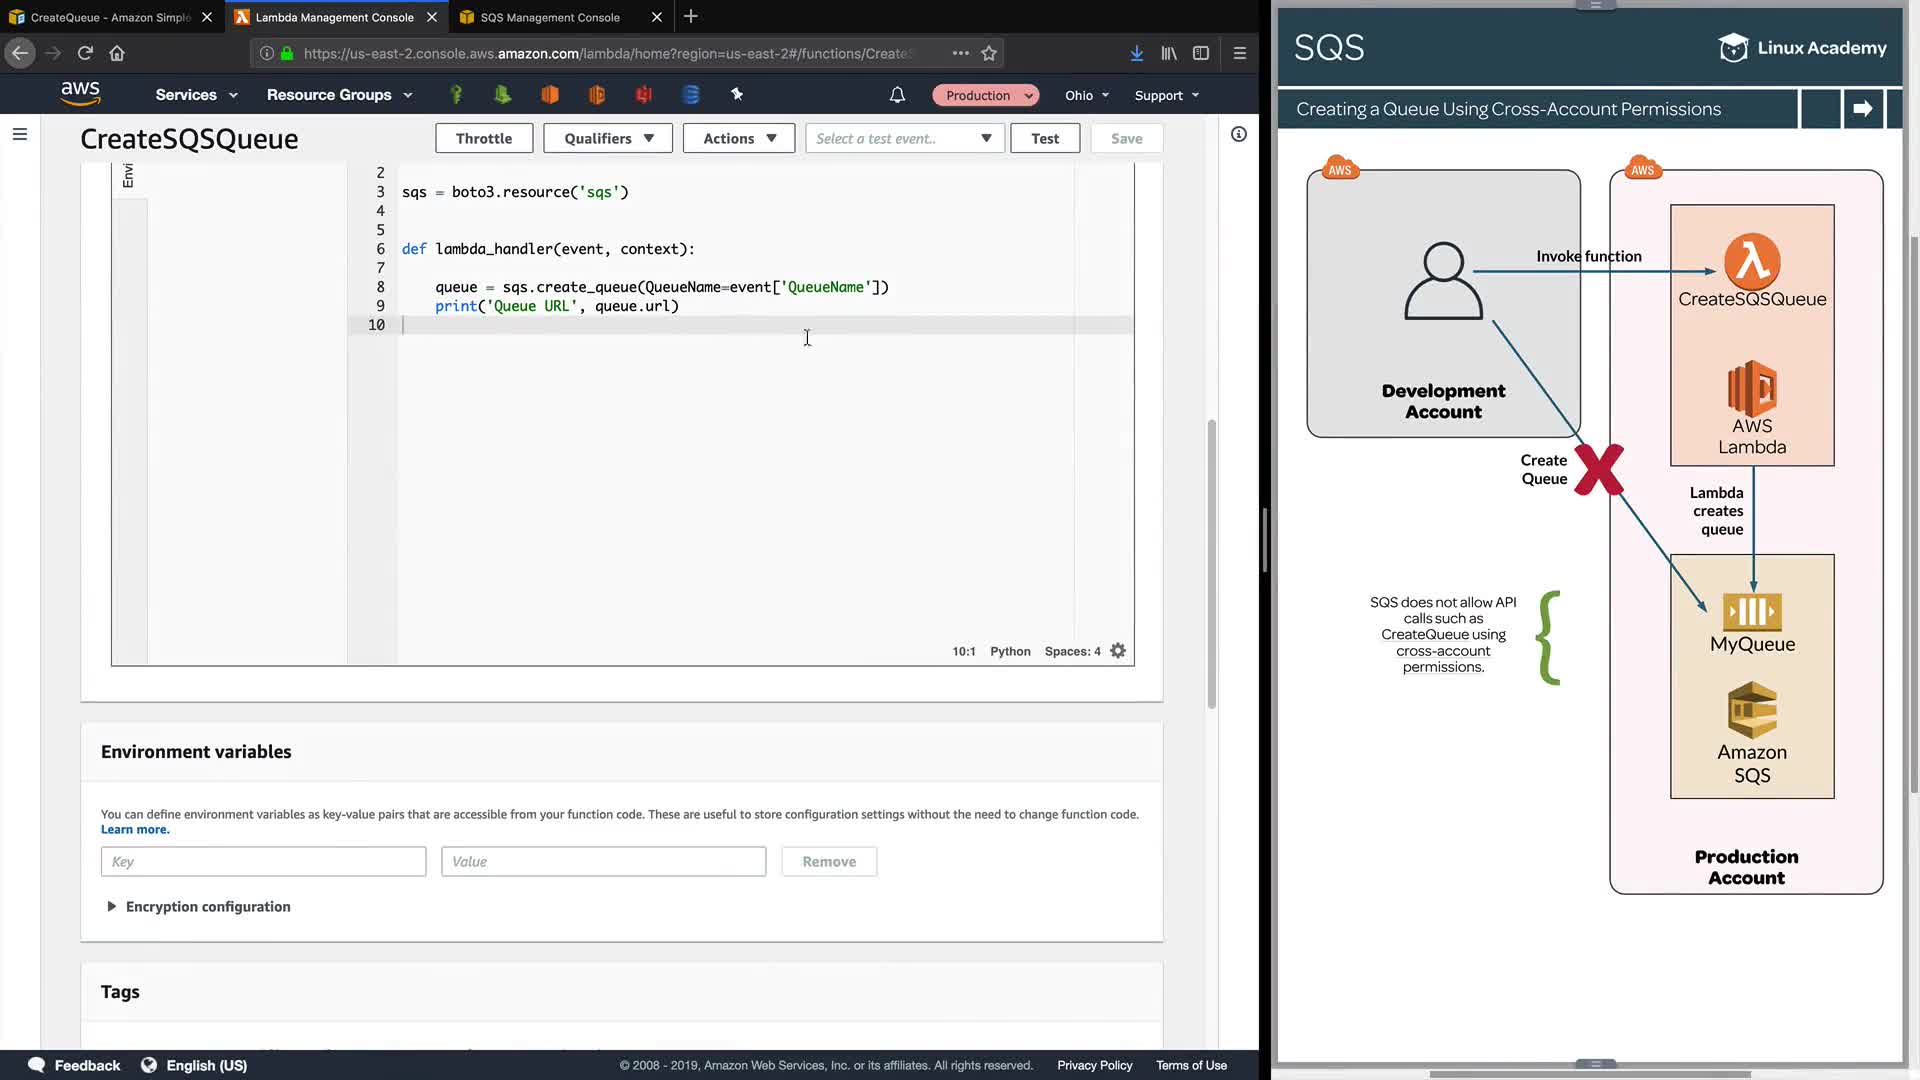 CreateQueue - Amazon Simple
Lambda Management Console
SQS Management Console
https://us-east-2.console.aws.amazon.com/lambda/home?region=us-east-2#/functions/CreateS
aws
Services
Resource Groups
Production
Ohio
Support
CreateSQSQueue
Throttle
Qualifiers
Actions
Select a test event..
Test
Save
Envi
2
3 sqs = boto3.resource('sqs')
4
5
6 def lambda_handler(event, context):
7
8 queue = sqs.create_queue(QueueName=event['QueueName'])
9 print('Queue URL', queue.url)
10
10:1 Python Spaces: 4
Environment variables
You can define environment variables as key-value pairs that are accessible from your function code. These are useful to store configuration settings without the need to change function code.
Learn more.
Key
Value
Remove
Encryption configuration
Tags
Feedback
English (US)
© 2008 - 2019, Amazon Web Services, Inc. or its affiliates. All rights reserved.
Privacy Policy
Terms of Use
SQS
Linux Academy
Creating a Queue Using Cross-Account Permissions
AWS
AWS
Invoke function
CreateSQSQueue
Development
Account
AWS
Lambda
Create
Queue
Lambda
creates
queue
SQS does not allow API
calls such as
CreateQueue using
cross-account
permissions.
MyQueue
Amazon
SQS
Production
Account